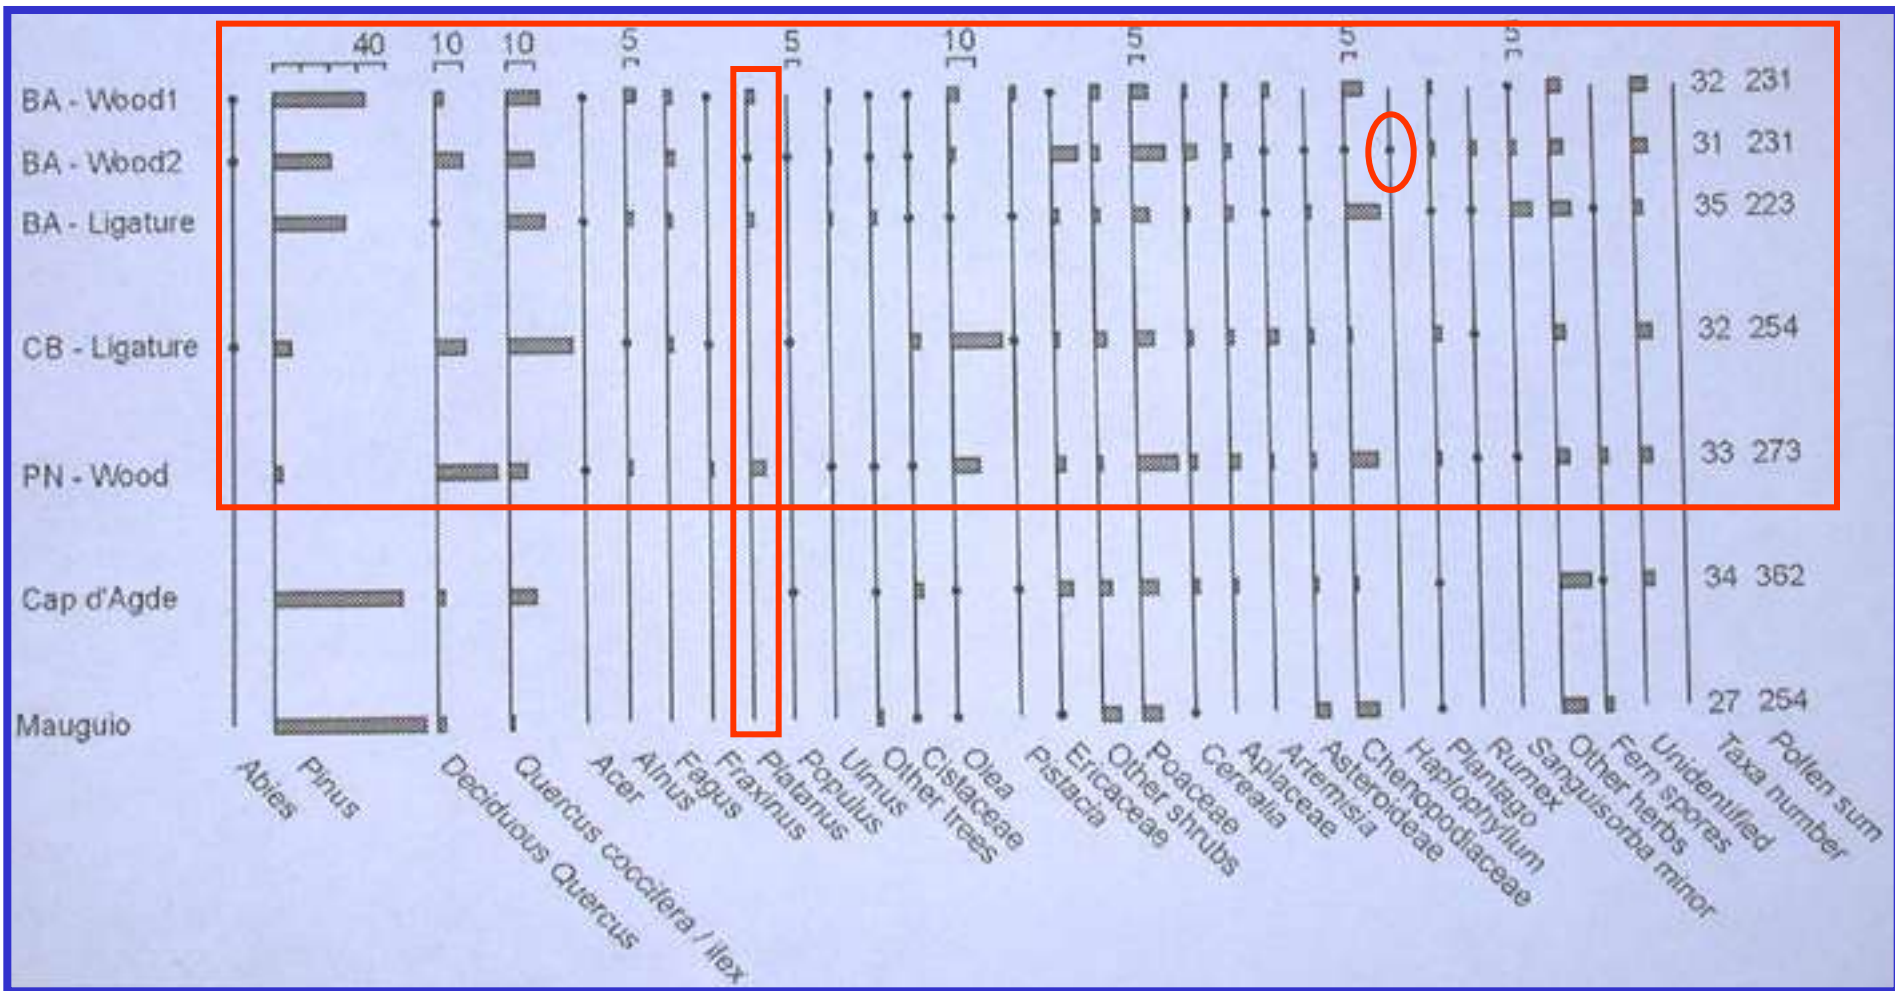 40 10 10 5 5 10 5 5 5
BA - Wood1 32 231
BA - Wood2 31 231
BA - Ligature 35 223
CB - Ligature 32 254
PN - Wood 33 273
Cap d'Agde 34 362
Mauguio 27 254
Abies
Pinus
Deciduous Quercus
Quercus coccifera / ilex
Acer
Alnus
Fagus
Fraxinus
Platanus
Populus
Ulmus
Other trees
Cistaceae
Olea
Pistacia
Ericaceae
Other shrubs
Poaceae
Cerealia
Apiaceae
Artemisia
Asteroideae
Chenopodiaceae
Haplophyllum
Plantago
Rumex
Sanguisorba minor
Other herbs
Fern spores
Unidentified
Taxa number
Pollen sum